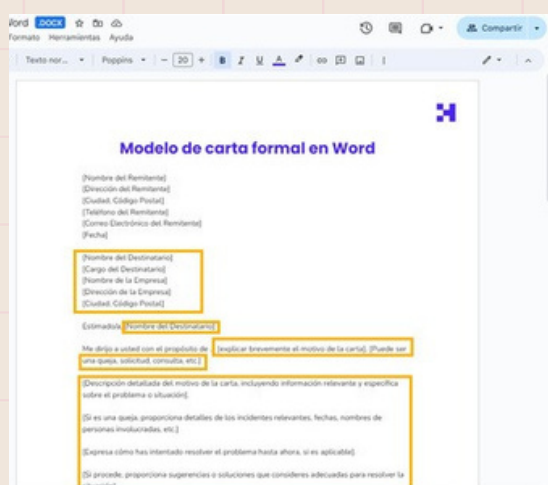 Word .DOCX
Formato Herramientas Ayuda
Compartir
Texto nor... Poppins - 20 + B I U A
Modelo de carta formal en Word
[Nombre del Remitente]
[Dirección del Remitente]
[Ciudad, Código Postal]
[Teléfono del Remitente]
[Correo Electrónico del Remitente]
[Fecha]
[Nombre del Destinatario]
[Cargo del Destinatario]
[Nombre de la Empresa]
[Dirección de la Empresa]
[Ciudad, Código Postal]
Estimado/a [Nombre del Destinatario]
Me dirijo a usted con el propósito de [explicar brevemente el motivo de la carta]. [Puede ser
una queja, solicitud, consulta, etc.]
[Descripción detallada del motivo de la carta, incluyendo información relevante y específica
sobre el problema o situación].
[Si es una queja, proporciona detalles de los incidentes relevantes, fechas, nombres de
personas involucradas, etc.]
[Expresa cómo has intentado resolver el problema hasta ahora, si es aplicable].
[Si procede, proporciona sugerencias o soluciones que consideres adecuadas para resolver la